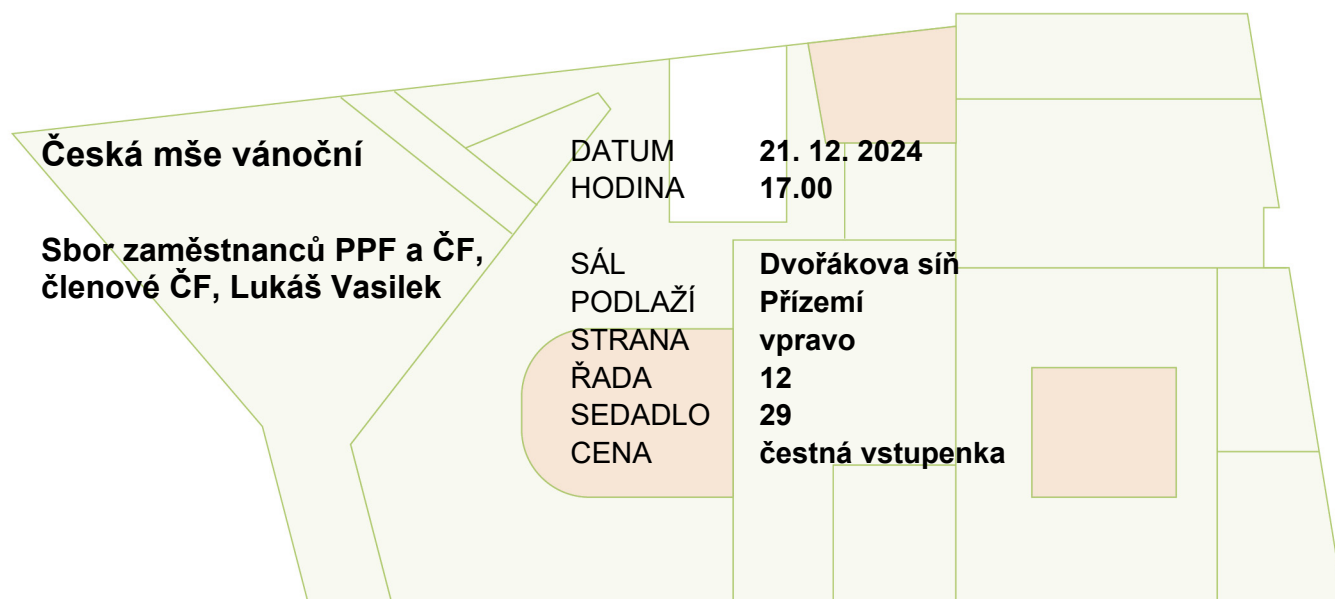 Česká mše vánoční
Sbor zaměstnanců PPF a ČF,
členové ČF, Lukáš Vasilek
DATUM 21. 12. 2024
HODINA 17.00
SÁL Dvořákova síň
PODLAŽÍ Přízemí
STRANA vpravo
ŘADA 12
SEDADLO 29
CENA čestná vstupenka